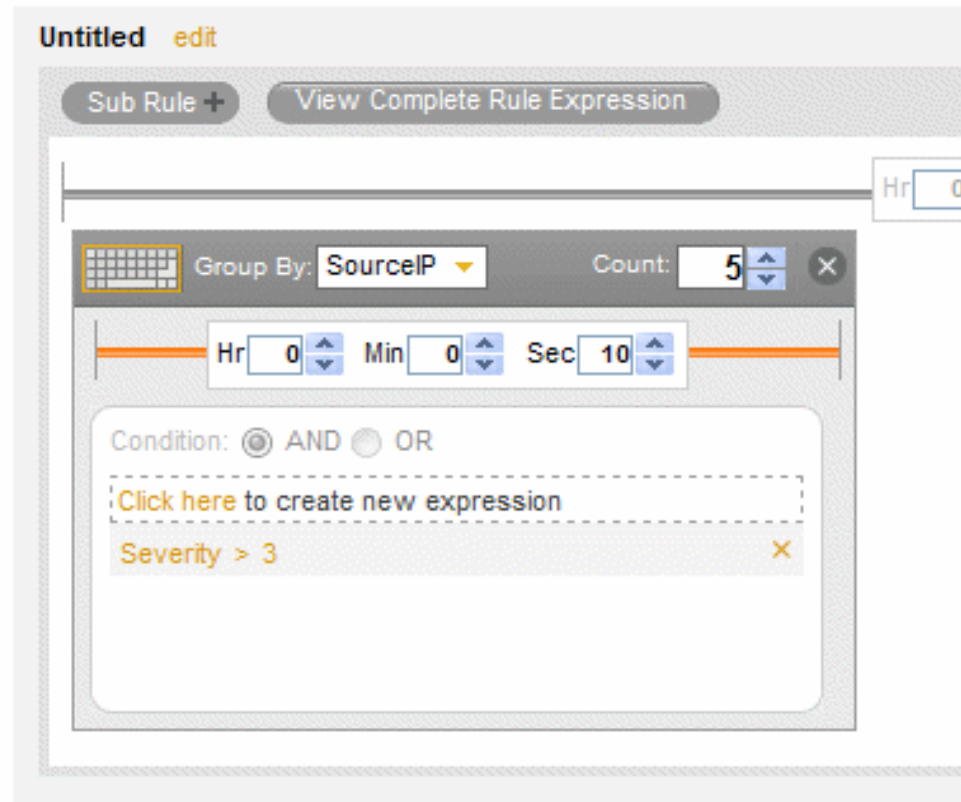 Untitled edit
Sub Rule + View Complete Rule Expression
Hr 0
Group By: SourceIP Count: 5
Hr 0 Min 0 Sec 10
Condition: AND OR
Click here to create new expression
Severity > 3